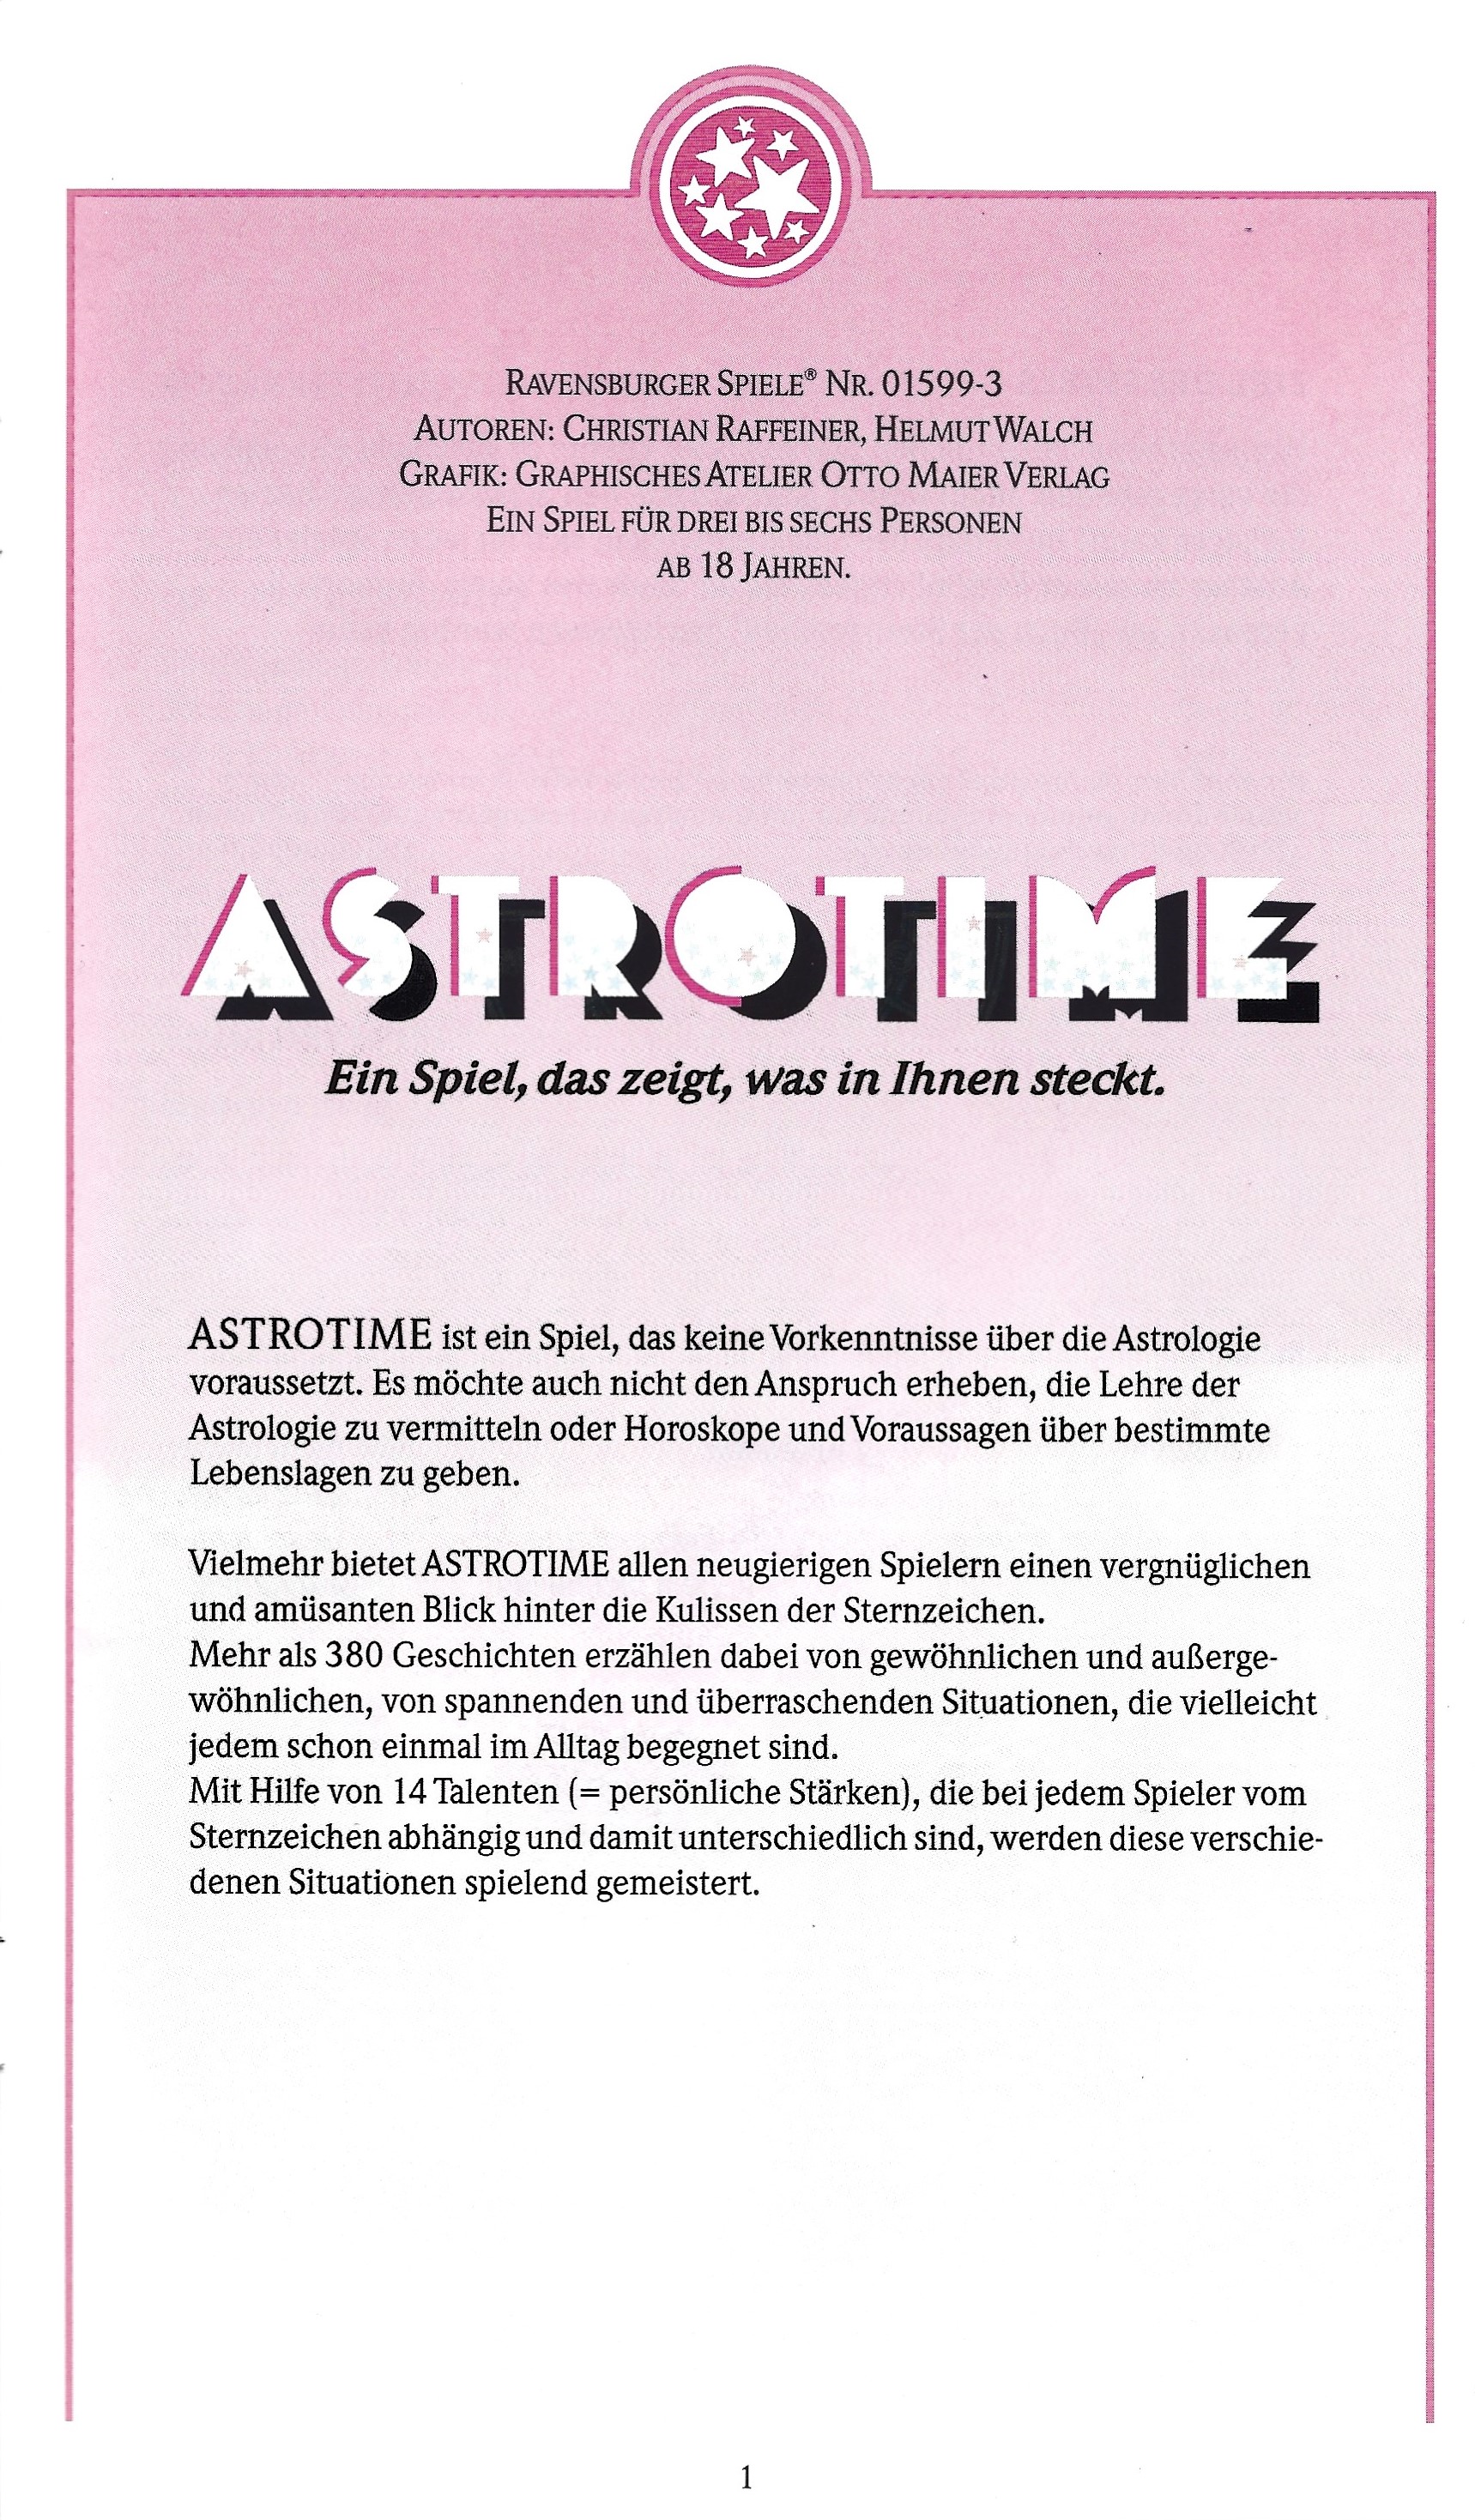 RAVENSBURGER SPIELE® NR. 01599-3
AUTOREN: CHRISTIAN RAFFEINER, HELMUT WALCH
GRAFIK: GRAPHISCHES ATELIER OTTO MAIER VERLAG
EIN SPIEL FÜR DREI BIS SECHS PERSONEN
AB 18 JAHREN.
ASTROTIME
Ein Spiel, das zeigt, was in Ihnen steckt.
ASTROTIME ist ein Spiel, das keine Vorkenntnisse über die Astrologie
voraussetzt. Es möchte auch nicht den Anspruch erheben, die Lehre der
Astrologie zu vermitteln oder Horoskope und Voraussagen über bestimmte
Lebenslagen zu geben.
Vielmehr bietet ASTROTIME allen neugierigen Spielern einen vergnüglichen
und amüsanten Blick hinter die Kulissen der Sternzeichen.
Mehr als 380 Geschichten erzählen dabei von gewöhnlichen und außerge-
wöhnlichen, von spannenden und überraschenden Situationen, die vielleicht
jedem schon einmal im Alltag begegnet sind.
Mit Hilfe von 14 Talenten (= persönliche Stärken), die bei jedem Spieler vom
Sternzeichen abhängig und damit unterschiedlich sind, werden diese verschie-
denen Situationen spielend gemeistert.
1